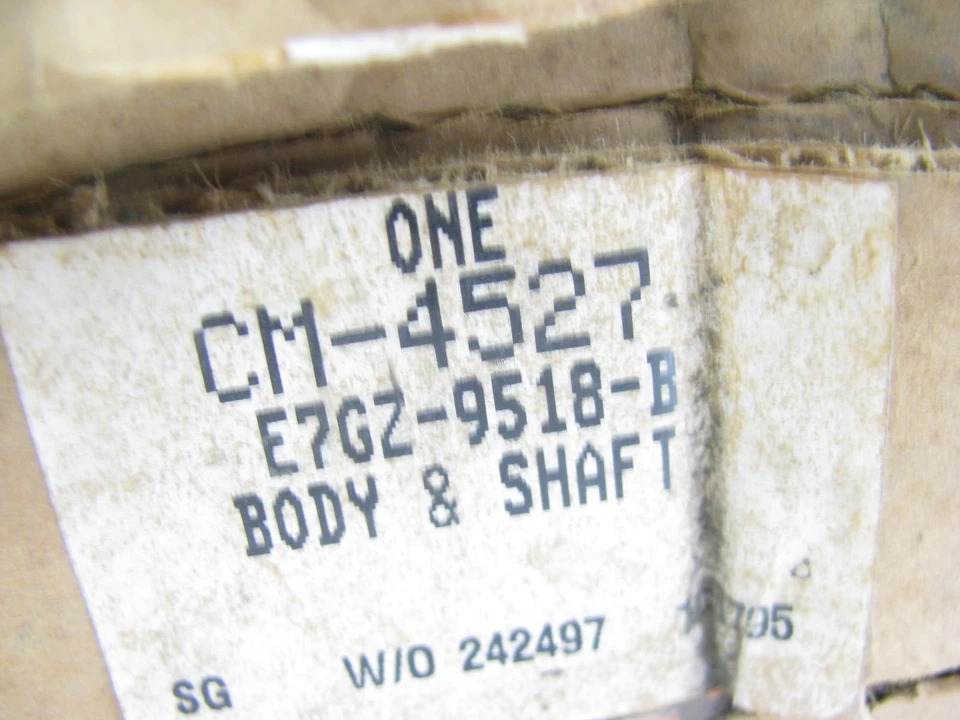 ONE
CM-4527
E7GZ-9518-B
BODY & SHAFT
SG W/O 242497